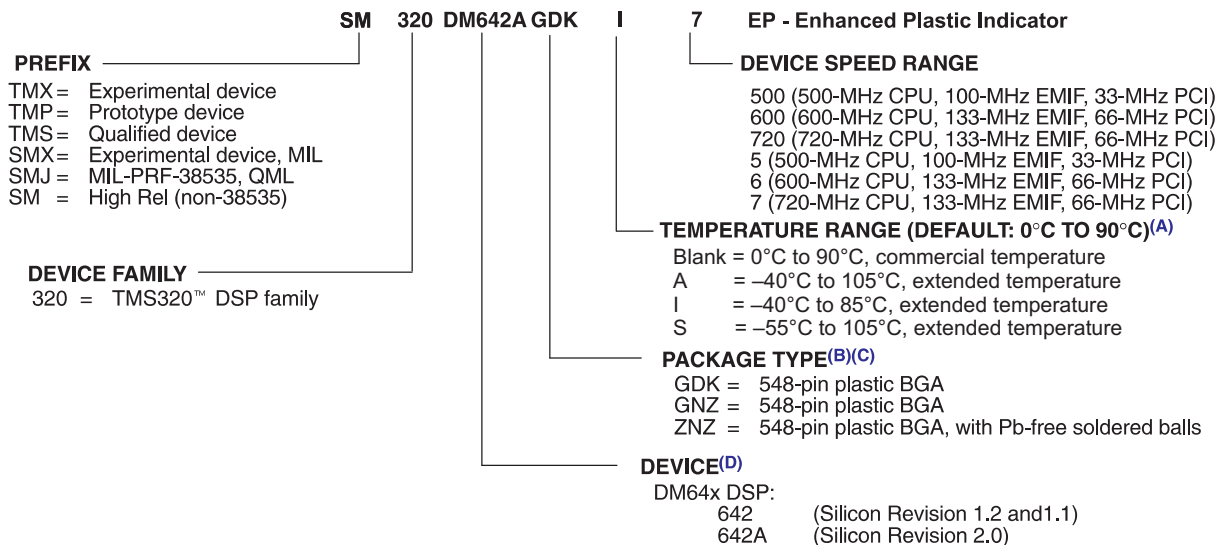 SM 320 DM642A GDK I 7 EP - Enhanced Plastic Indicator
PREFIX
TMX = Experimental device
TMP = Prototype device
TMS = Qualified device
SMX = Experimental device, MIL
SMJ = MIL-PRF-38535, QML
SM = High Rel (non-38535)
DEVICE SPEED RANGE
500 (500-MHz CPU, 100-MHz EMIF, 33-MHz PCI)
600 (600-MHz CPU, 133-MHz EMIF, 66-MHz PCI)
720 (720-MHz CPU, 133-MHz EMIF, 66-MHz PCI)
5 (500-MHz CPU, 100-MHz EMIF, 33-MHz PCI)
6 (600-MHz CPU, 133-MHz EMIF, 66-MHz PCI)
7 (720-MHz CPU, 133-MHz EMIF, 66-MHz PCI)
TEMPERATURE RANGE (DEFAULT: 0°C TO 90°C)(A)
Blank = 0°C to 90°C, commercial temperature
A = –40°C to 105°C, extended temperature
I = –40°C to 85°C, extended temperature
S = –55°C to 105°C, extended temperature
DEVICE FAMILY
320 = TMS320™ DSP family
PACKAGE TYPE(B)(C)
GDK = 548-pin plastic BGA
GNZ = 548-pin plastic BGA
ZNZ = 548-pin plastic BGA, with Pb-free soldered balls
DEVICE(D)
DM64x DSP:
642 (Silicon Revision 1.2 and1.1)
642A (Silicon Revision 2.0)